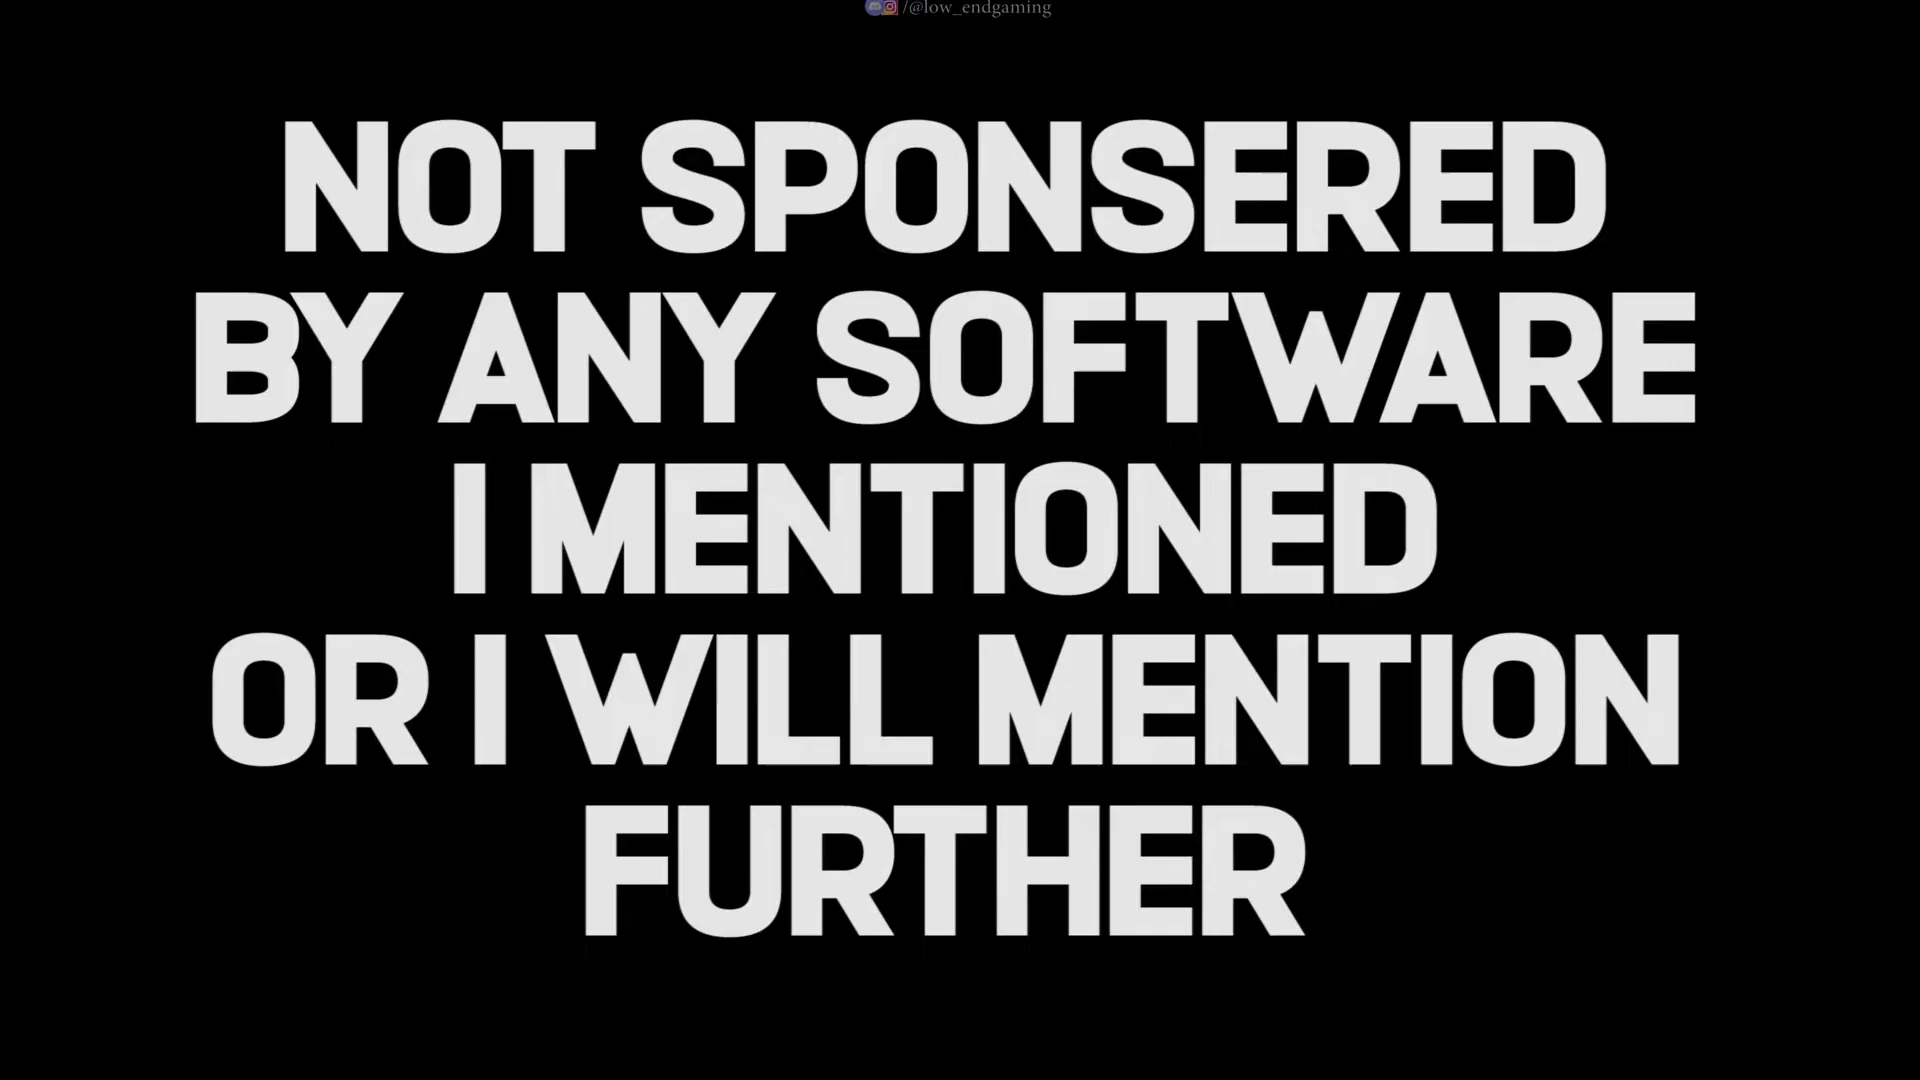 /@low_endgaming
NOT SPONSERED
BY ANY SOFTWARE
I MENTIONED
OR I WILL MENTION
FURTHER